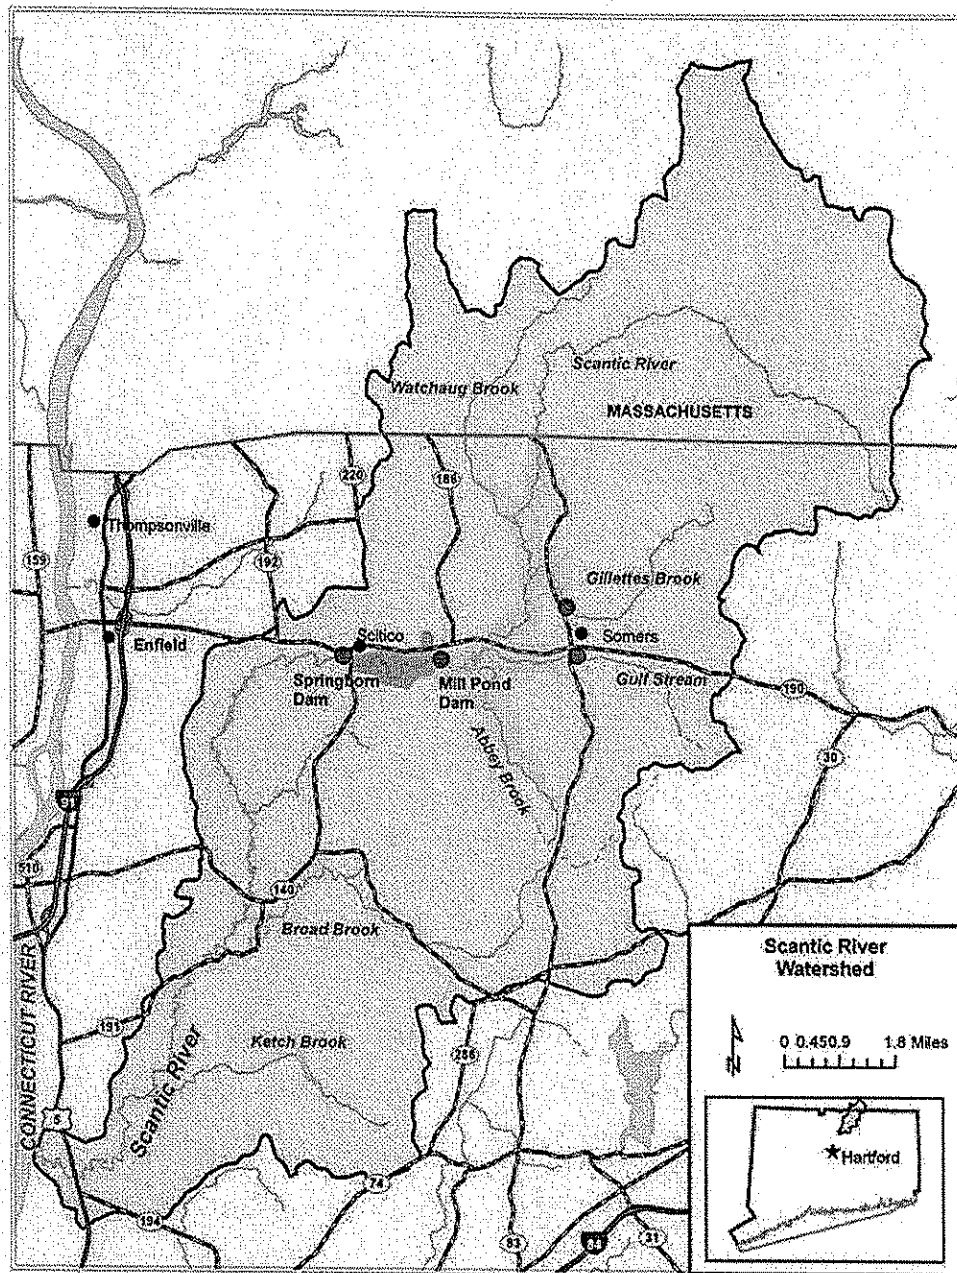 Scantic River
Watchaug Brook
MASSACHUSETTS
220
186
Thompsonville
159
192
Gillettes Brook
Enfield
Scitico
Somers
Springborn
Dam
Mill Pond
Dam
Gulf Stream
190
Abbey Brook
30
91
510
140
Broad Brook
CONNECTICUT RIVER
191
Scantic River
Ketch Brook
286
5
74
194
83
84
31
Scantic River
Watershed
N
0 0.450.9 1.8 Miles
Hartford